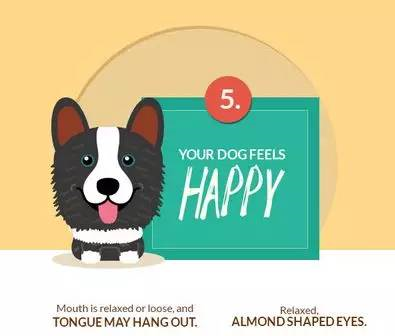 5.
YOUR DOG FEELS
HAPPY
Mouth is relaxed or loose, and
TONGUE MAY HANG OUT.
Relaxed,
ALMOND SHAPED EYES.